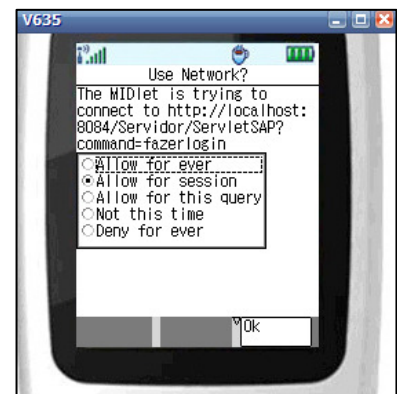 V635
Use Network?
The MIDlet is trying to
connect to http://localhost:
8084/Servidor/ServletSAP?
command=fazerlogin
Allow for ever
Allow for session
Allow for this query
Not this time
Deny for ever
Ok